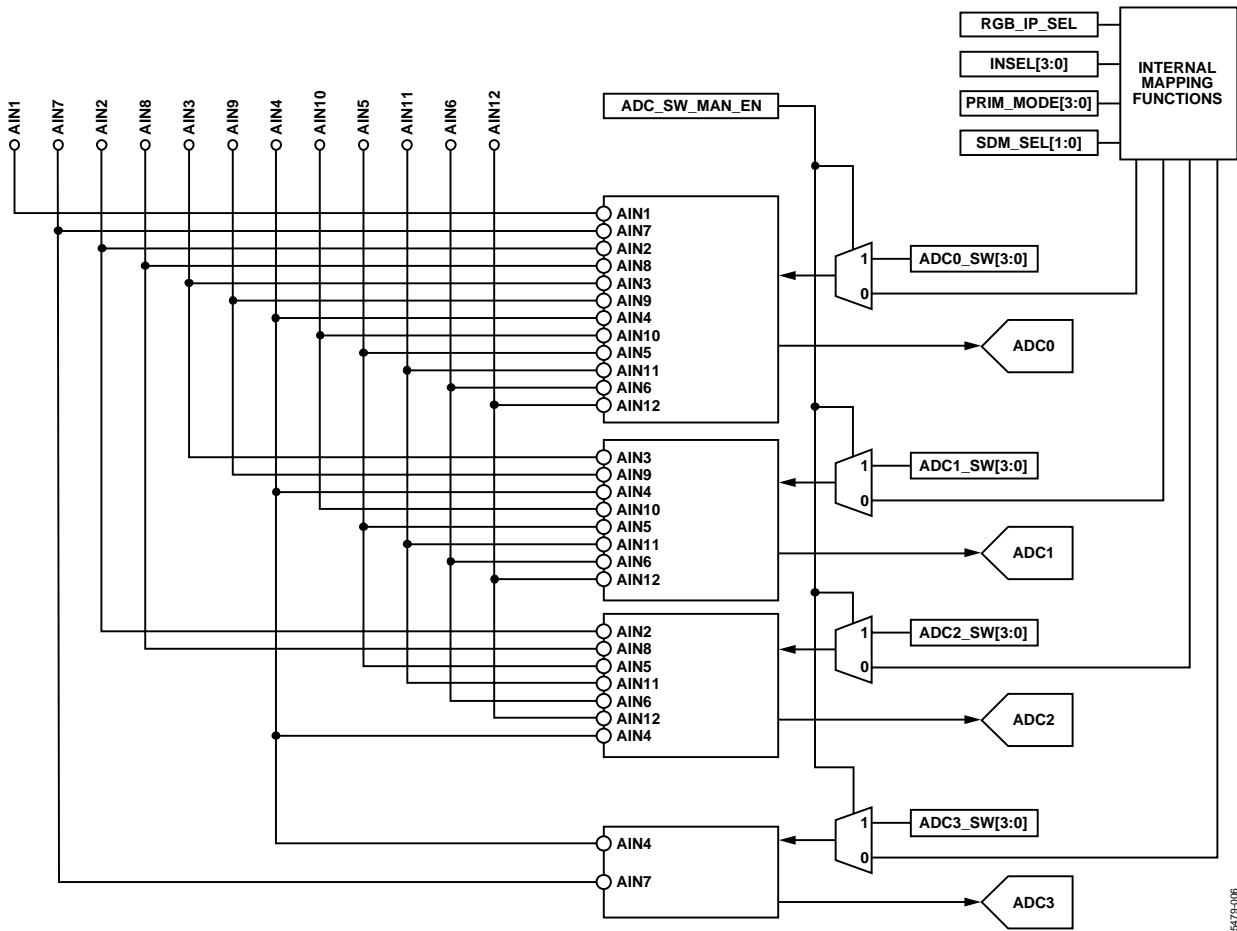 RGB_IP_SEL
INSEL[3:0]
PRIM_MODE[3:0]
SDM_SEL[1:0]
INTERNAL
MAPPING
FUNCTIONS
AIN1
AIN7
AIN2
AIN8
AIN3
AIN9
AIN4
AIN10
AIN5
AIN11
AIN6
AIN12
ADC_SW_MAN_EN
AIN1
AIN7
AIN2
AIN8
AIN3
AIN9
AIN4
AIN10
AIN5
AIN11
AIN6
AIN12
1
0
ADC0_SW[3:0]
ADC0
AIN3
AIN9
AIN4
AIN10
AIN5
AIN11
AIN6
AIN12
1
0
ADC1_SW[3:0]
ADC1
AIN2
AIN8
AIN5
AIN11
AIN6
AIN12
AIN4
1
0
ADC2_SW[3:0]
ADC2
AIN4
AIN7
1
0
ADC3_SW[3:0]
ADC3
5479-006